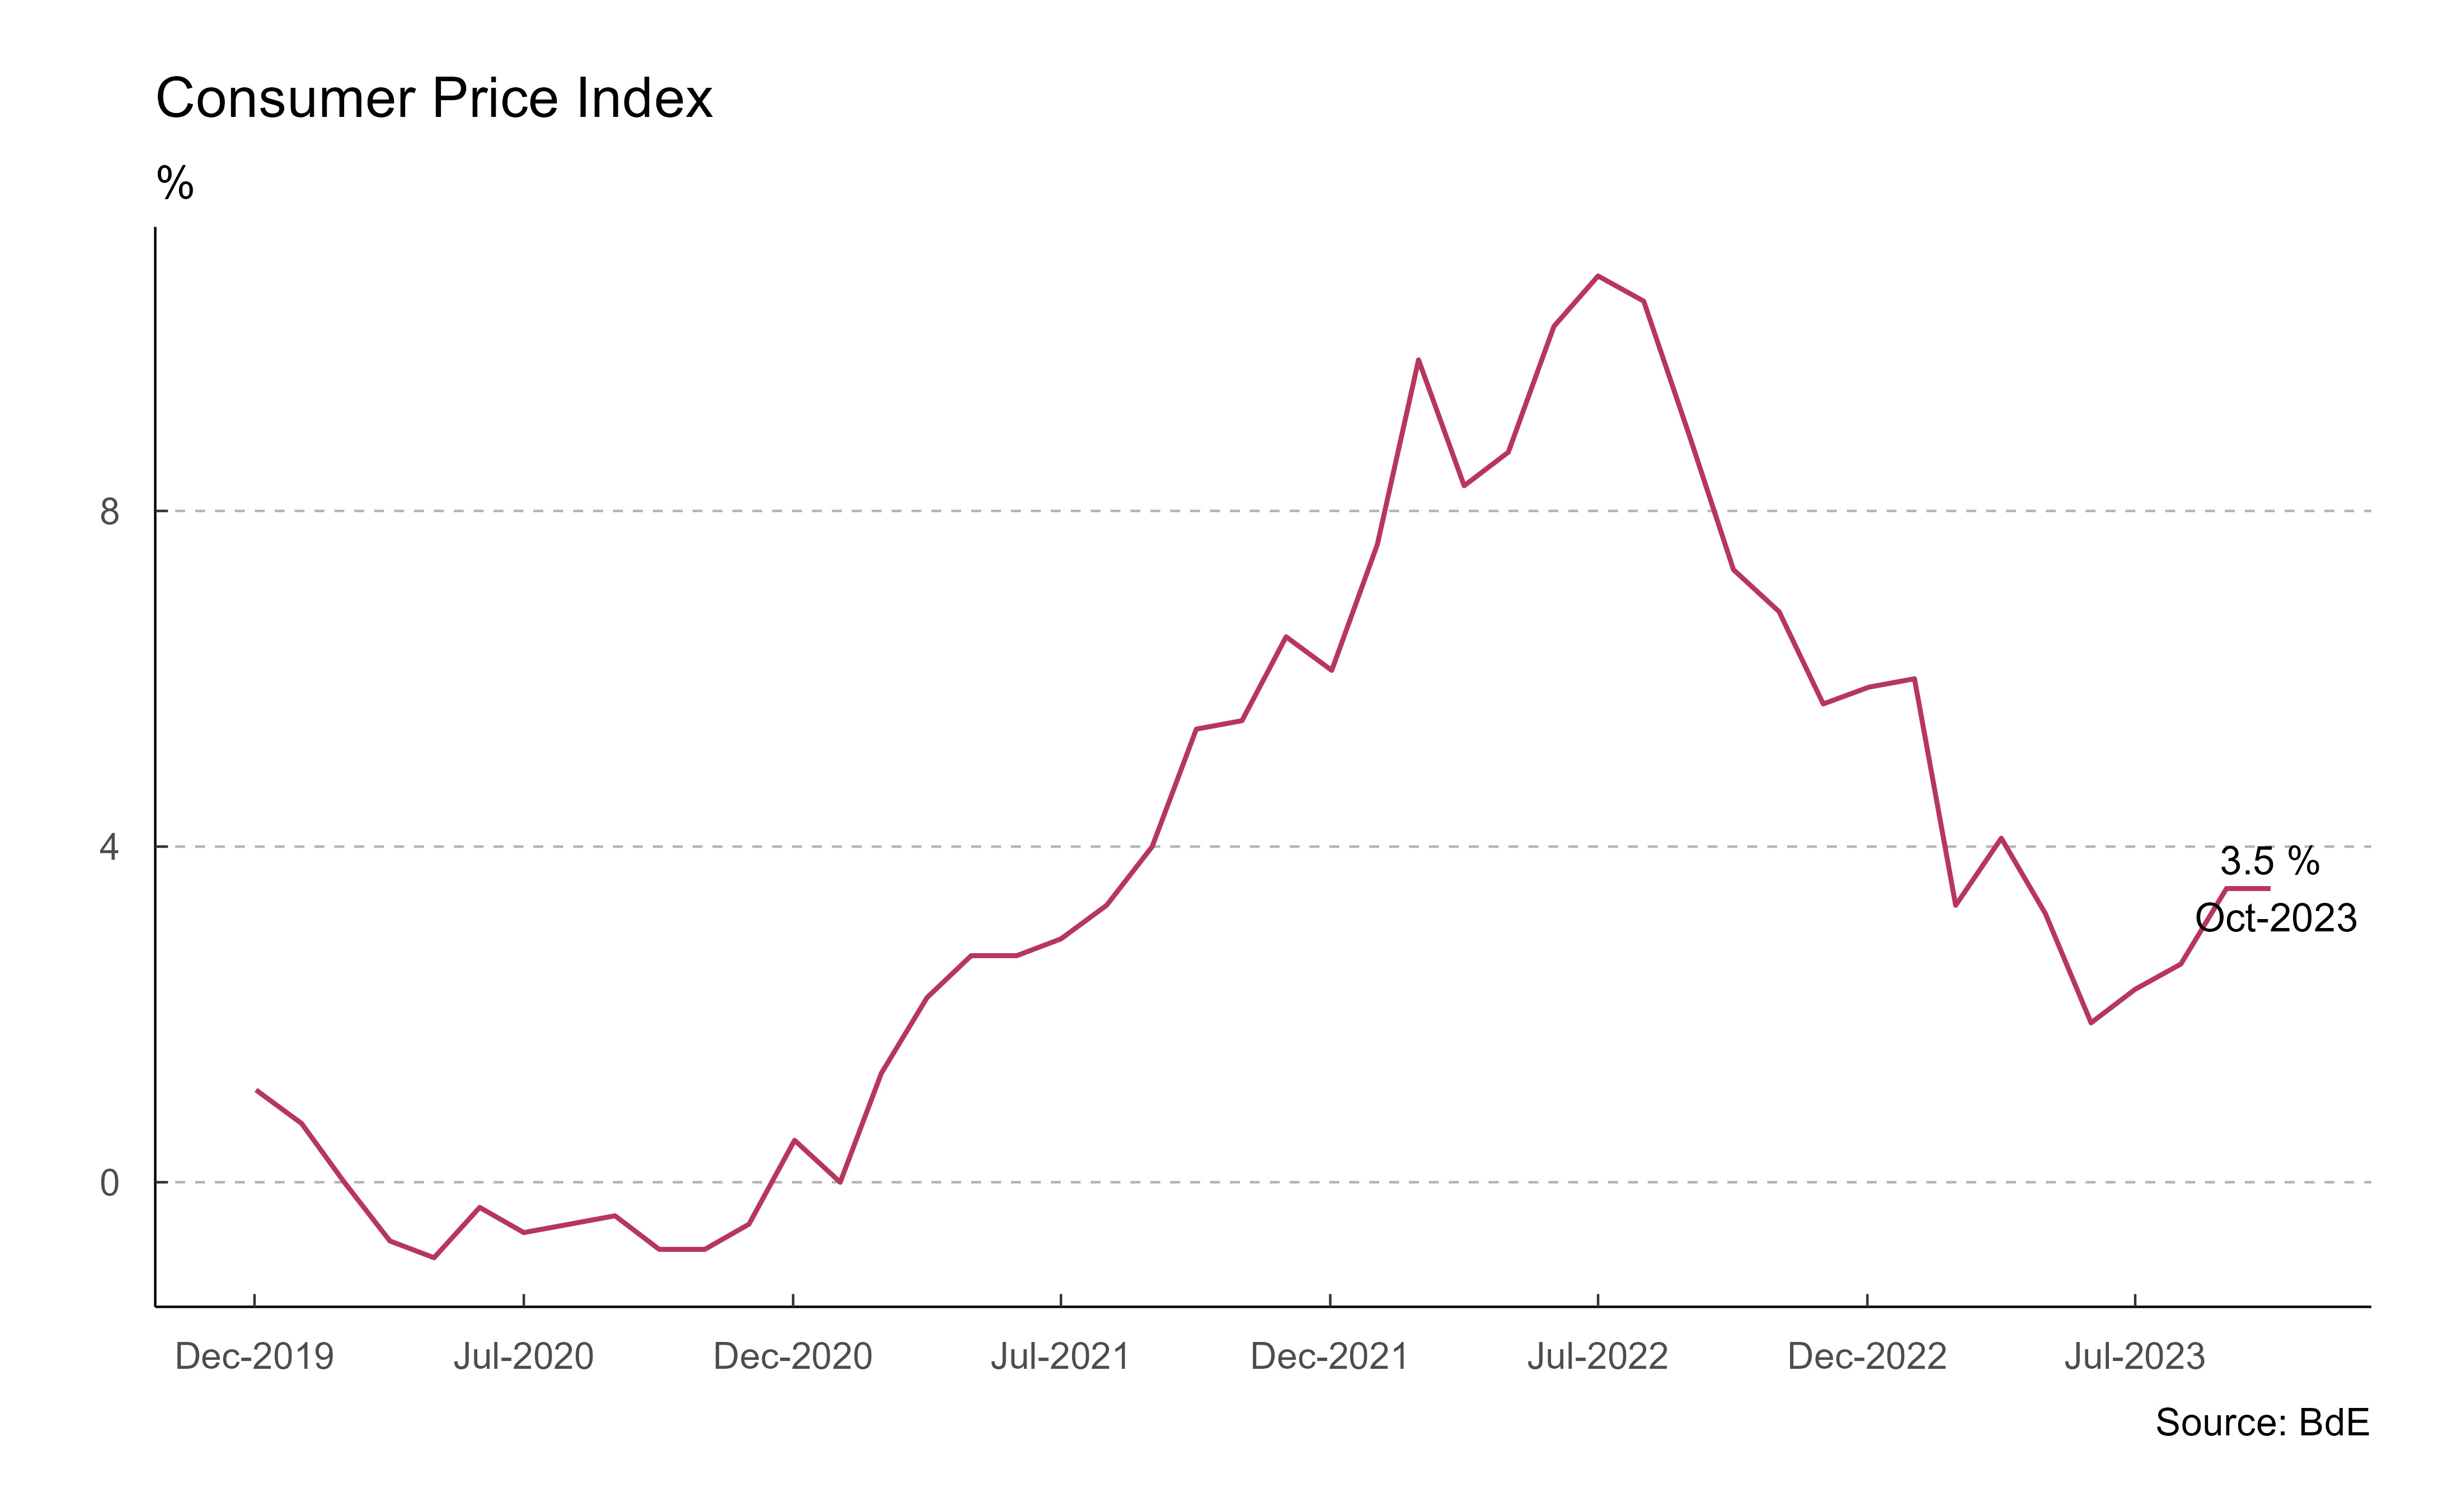 Consumer Price Index
%
8
4
0
3.5 %
Oct-2023
Dec-2019 Jul-2020 Dec-2020 Jul-2021 Dec-2021 Jul-2022 Dec-2022 Jul-2023
Source: BdE